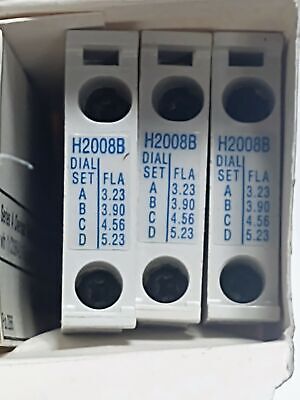 H2008B
DIAL
SET FLA
A 3.23
B 3.90
C 4.56
D 5.23
H2008B
DIAL
SET FLA
A 3.23
B 3.90
C 4.56
D 5.23
H2008B
DIAL
SET FLA
A 3.23
B 3.90
C 4.56
D 5.23